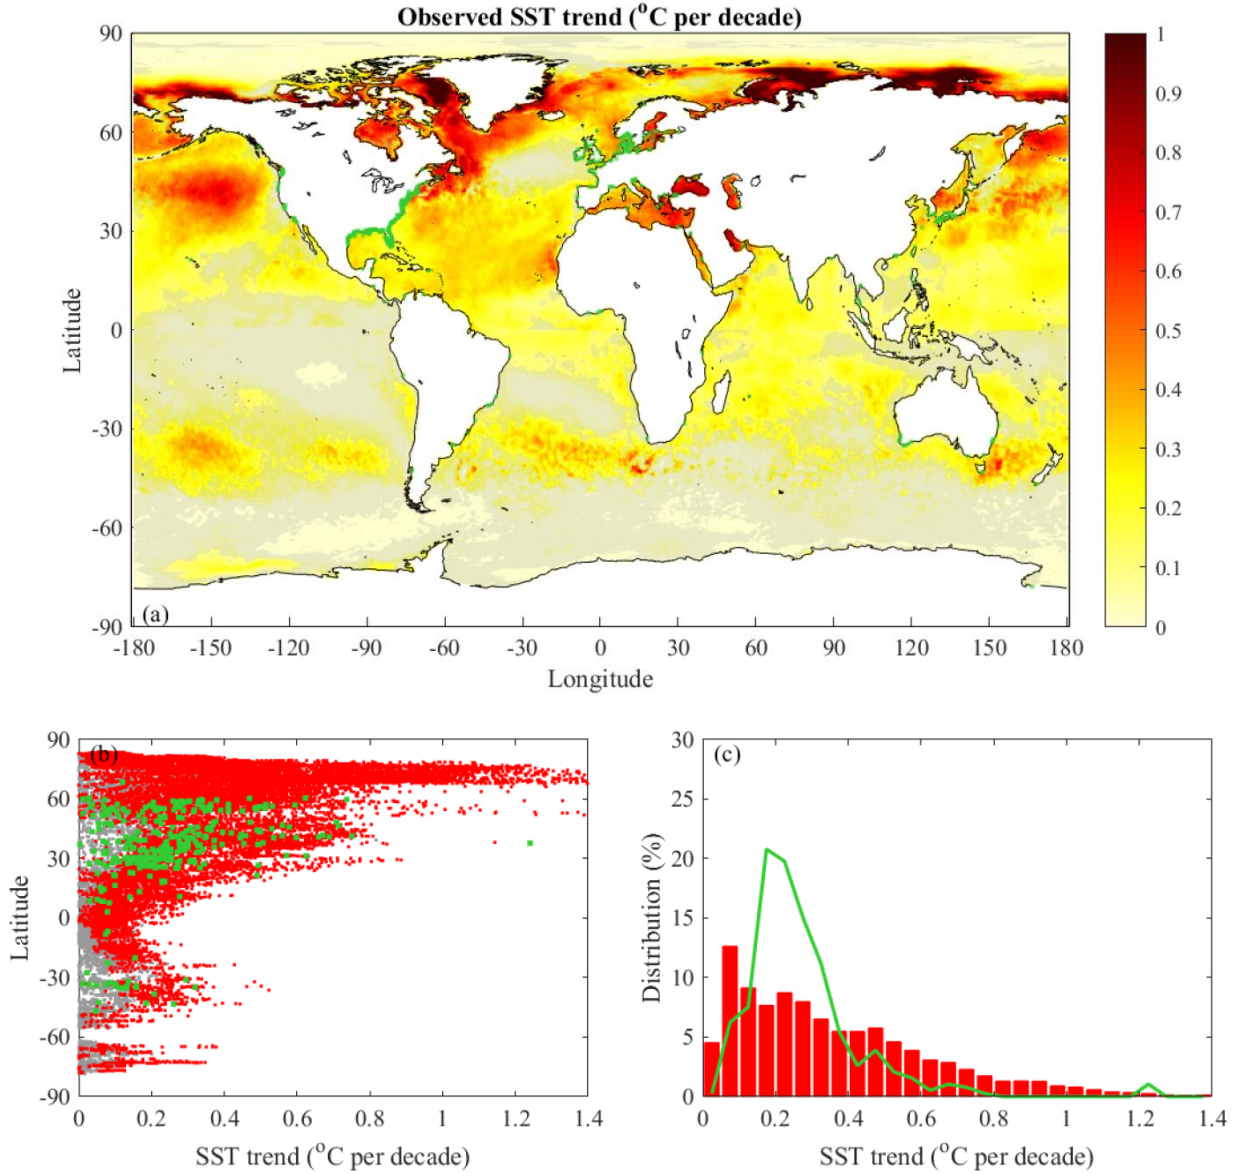 Observed SST trend (°C per decade)
90
60
30
0
-30
-60
-90
Latitude
(a)
-180 -150 -120 -90 -60 -30 0 30 60 90 120 150 180
Longitude
1
0.9
0.8
0.7
0.6
0.5
0.4
0.3
0.2
0.1
0
(b)
90
60
30
0
-30
-60
-90
Latitude
0 0.2 0.4 0.6 0.8 1 1.2 1.4
SST trend (°C per decade)
(c)
30
25
20
15
10
5
0
Distribution (%)
0 0.2 0.4 0.6 0.8 1 1.2 1.4
SST trend (°C per decade)